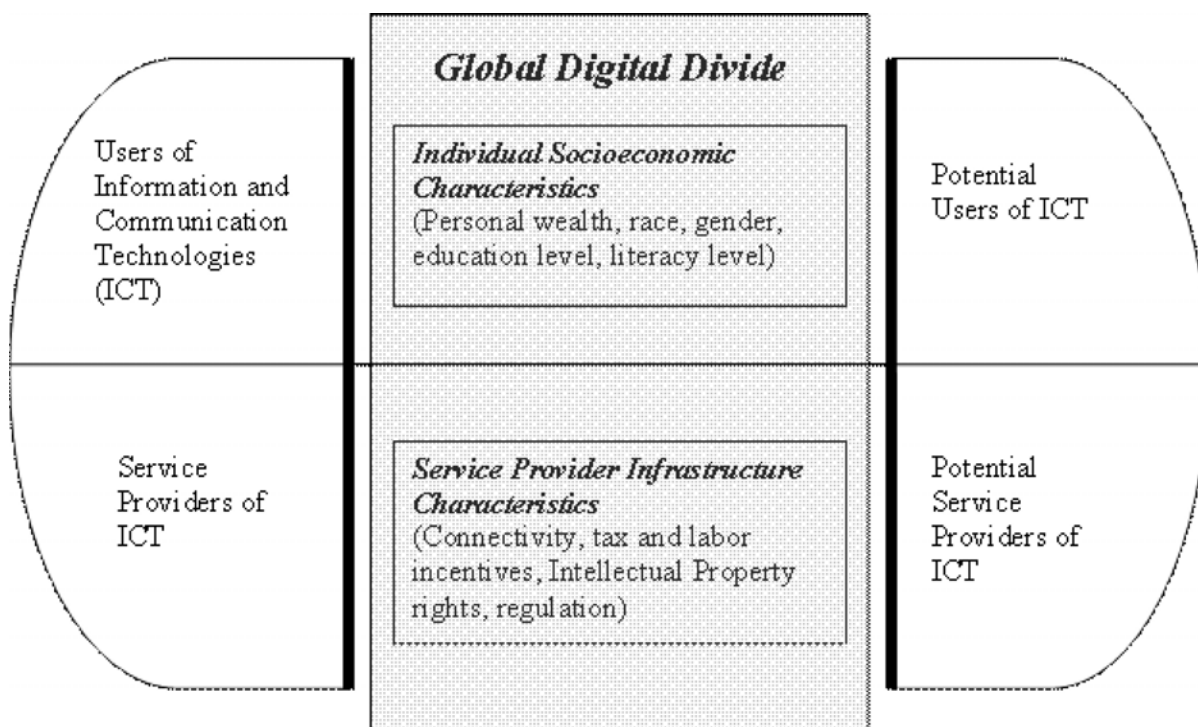 Global Digital Divide
Users of
Information and
Communication
Technologies
(ICT)
Individual Socioeconomic
Characteristics
(Personal wealth, race, gender,
education level, literacy level)
Potential
Users of ICT
Service
Providers of
ICT
Service Provider Infrastructure
Characteristics
(Connectivity, tax and labor
incentives, Intellectual Property
rights, regulation)
Potential
Service
Providers of
ICT